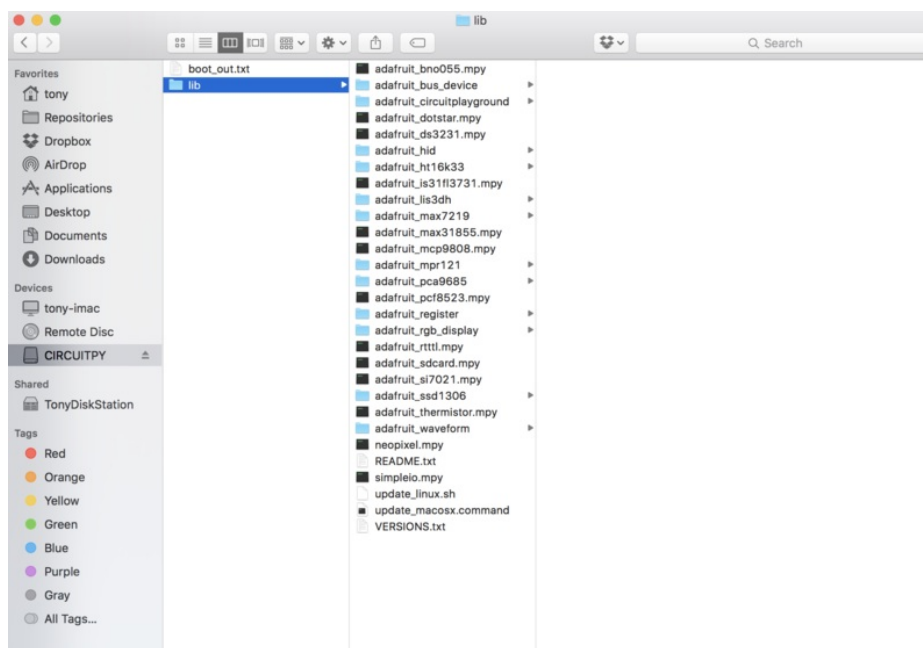 lib
Search
Favorites
tony
Repositories
Dropbox
AirDrop
Applications
Desktop
Documents
Downloads
Devices
tony-imac
Remote Disc
CIRCUITPY
Shared
TonyDiskStation
Tags
Red
Orange
Yellow
Green
Blue
Purple
Gray
All Tags...
boot_out.txt
lib
adafruit_bno055.mpy
adafruit_bus_device
adafruit_circuitplayground
adafruit_dotstar.mpy
adafruit_ds3231.mpy
adafruit_hid
adafruit_ht16k33
adafruit_is31fl3731.mpy
adafruit_lis3dh
adafruit_max7219
adafruit_max31855.mpy
adafruit_mcp9808.mpy
adafruit_mpr121
adafruit_pca9685
adafruit_pcf8523.mpy
adafruit_register
adafruit_rgb_display
adafruit_rtttl.mpy
adafruit_sdcard.mpy
adafruit_si7021.mpy
adafruit_ssd1306
adafruit_thermistor.mpy
adafruit_waveform
neopixel.mpy
README.txt
simpleio.mpy
update_linux.sh
update_macosx.command
VERSIONS.txt